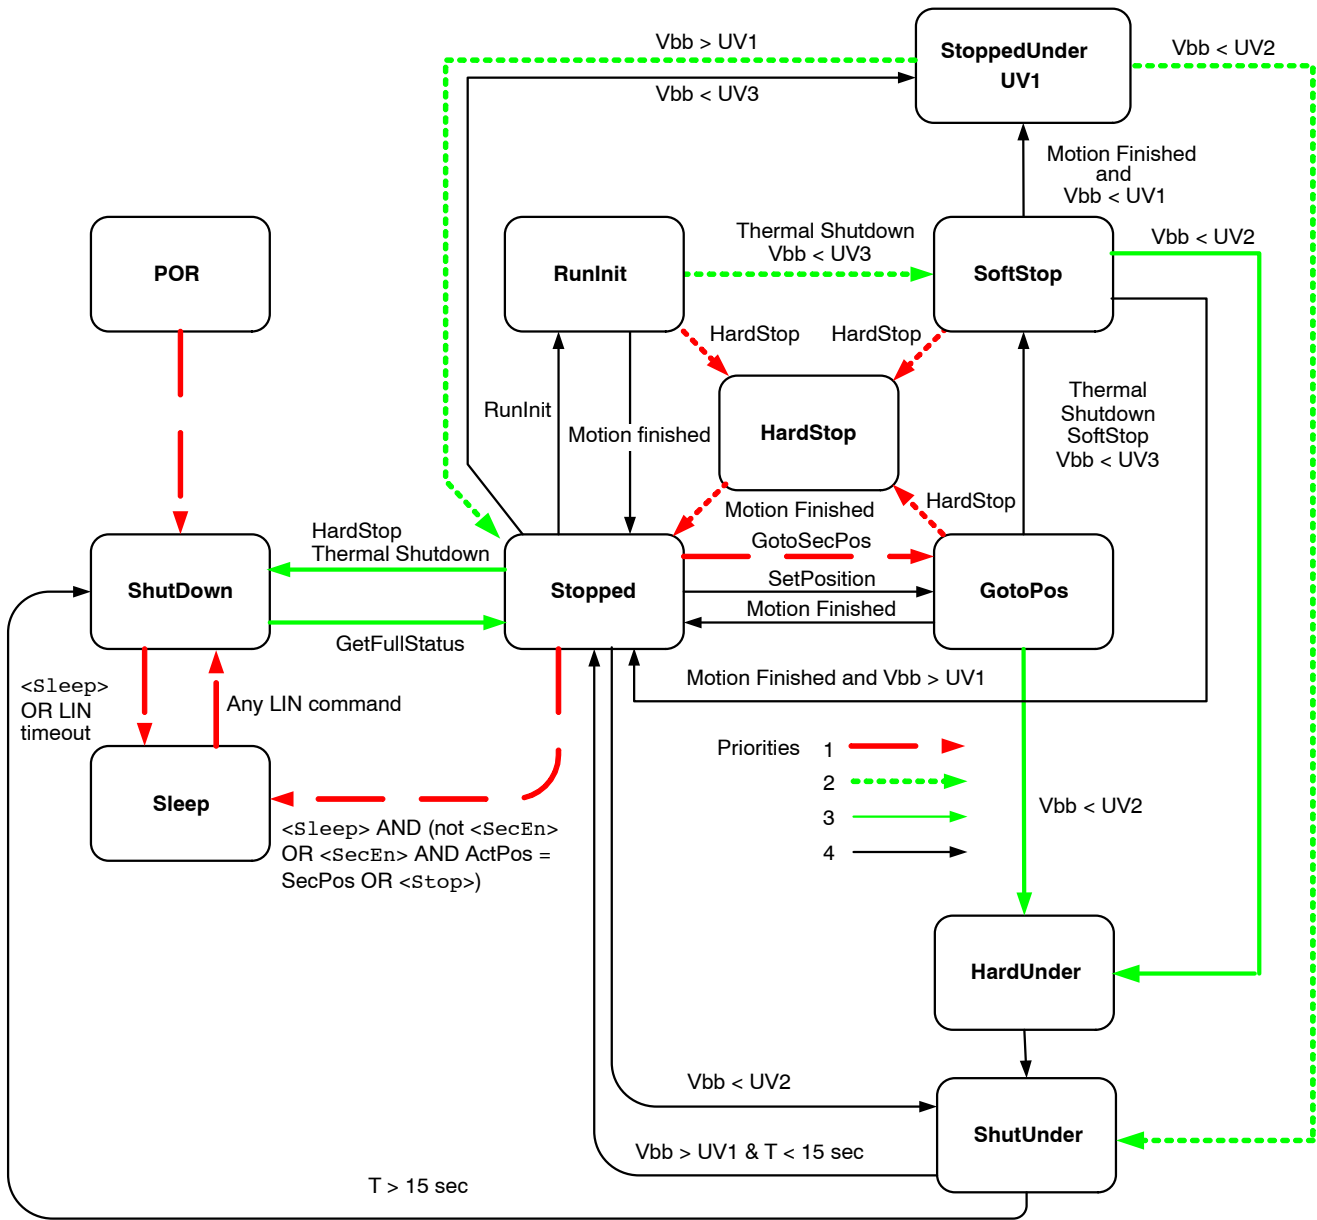 Vbb > UV1
StoppedUnder
UV1
Vbb < UV2
Vbb < UV3
Motion Finished
and
Vbb < UV1
POR
RunInit
Thermal Shutdown
Vbb < UV3
SoftStop
Vbb < UV2
HardStop
HardStop
RunInit
Motion finished
HardStop
Thermal
Shutdown
SoftStop
Vbb < UV3
HardStop
Motion Finished
HardStop
Thermal Shutdown
GotoSecPos
ShutDown
Stopped
SetPosition
GotoPos
Motion Finished
GetFullStatus
<Sleep>
OR LIN
timeout
Any LIN command
Motion Finished and Vbb > UV1
Priorities 1
2
3
4
Sleep
<Sleep> AND (not <SecEn>
OR <SecEn> AND ActPos =
SecPos OR <Stop>)
Vbb < UV2
HardUnder
Vbb < UV2
ShutUnder
Vbb > UV1 & T < 15 sec
T > 15 sec